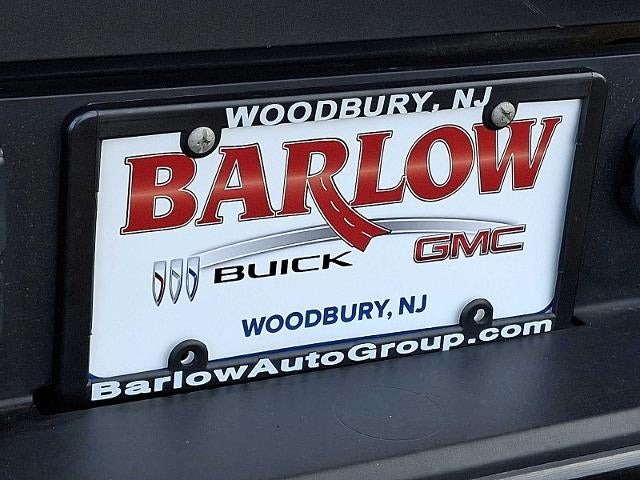 WOODBURY, NJ
BARLOW
BUICK GMC
WOODBURY, NJ
BarlowAutoGroup.com